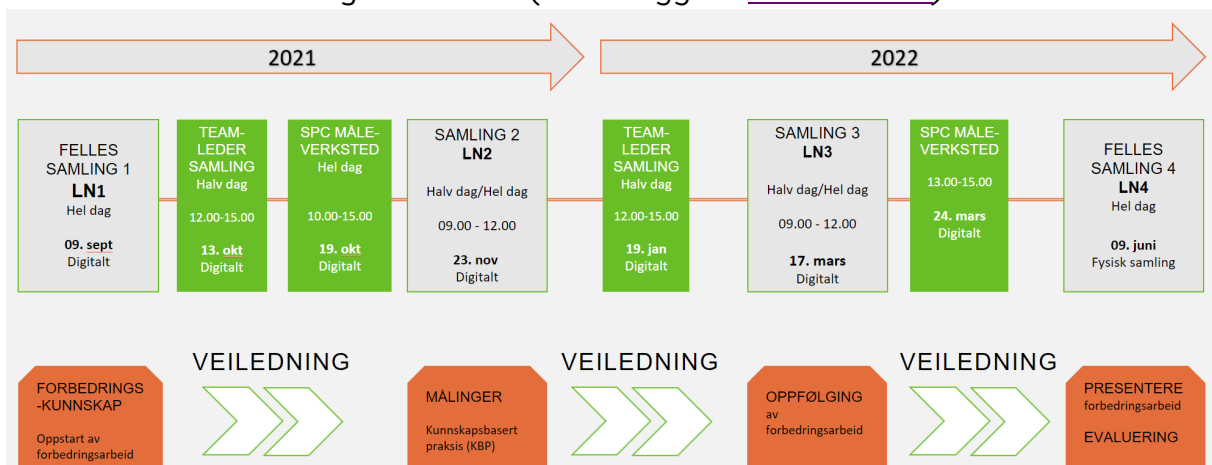 2021
2022
FELLES
SAMLING 1
LN1
Hel dag
09. sept
Digitalt
TEAM-
LEDER
SAMLING
Halv dag
12.00-15.00
13. okt
Digitalt
SPC MÅLE-
VERKSTED
Hel dag
10.00-15.00
19. okt
Digitalt
SAMLING 2
LN2
Halv dag/Hel dag
09.00 - 12.00
23. nov
Digitalt
TEAM-
LEDER
SAMLING
Halv dag
12.00-15.00
19. jan
Digitalt
SAMLING 3
LN3
Halv dag/Hel dag
09.00 - 12.00
17. mars
Digitalt
SPC MÅLE-
VERKSTED
13.00-15.00
24. mars
Digitalt
FELLES
SAMLING 4
LN4
Hel dag
09. juni
Fysisk samling
VEILEDNING
VEILEDNING
VEILEDNING
FORBEDRINGS
-KUNNSKAP
Oppstart av
forbedringsarbeid
MÅLINGER
Kunnskapsbasert
praksis (KBP)
OPPFØLGING
av
forbedringsarbeid
PRESENTERE
forbedringsarbeid
EVALUERING